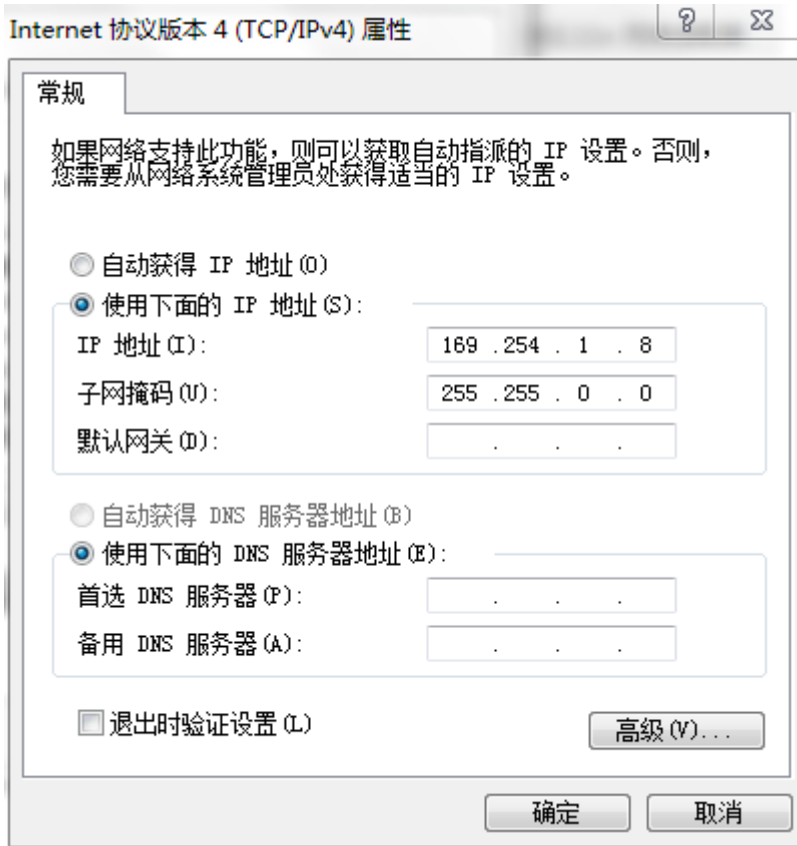 Internet 协议版本 4 (TCP/IPv4) 属性
常规
如果网络支持此功能，则可以获取自动指派的 IP 设置。否则，
您需要从网络系统管理员处获得适当的 IP 设置。
自动获得 IP 地址(O)
使用下面的 IP 地址(S):
IP 地址(I): 169 .254 . 1 . 8
子网掩码(U): 255 .255 . 0 . 0
默认网关(D): . . .
自动获得 DNS 服务器地址(B)
使用下面的 DNS 服务器地址(E):
首选 DNS 服务器(P): . . .
备用 DNS 服务器(A): . . .
退出时验证设置(L)
高级(V)...
确定 取消